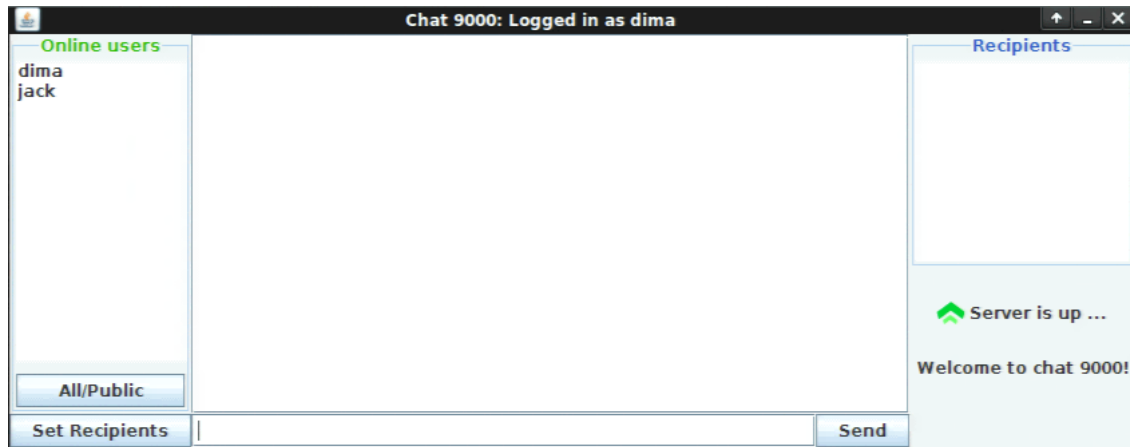 Chat 9000: Logged in as dima
Online users
dima
jack
All/Public
Set Recipients
Send
Recipients
Server is up ...
Welcome to chat 9000!